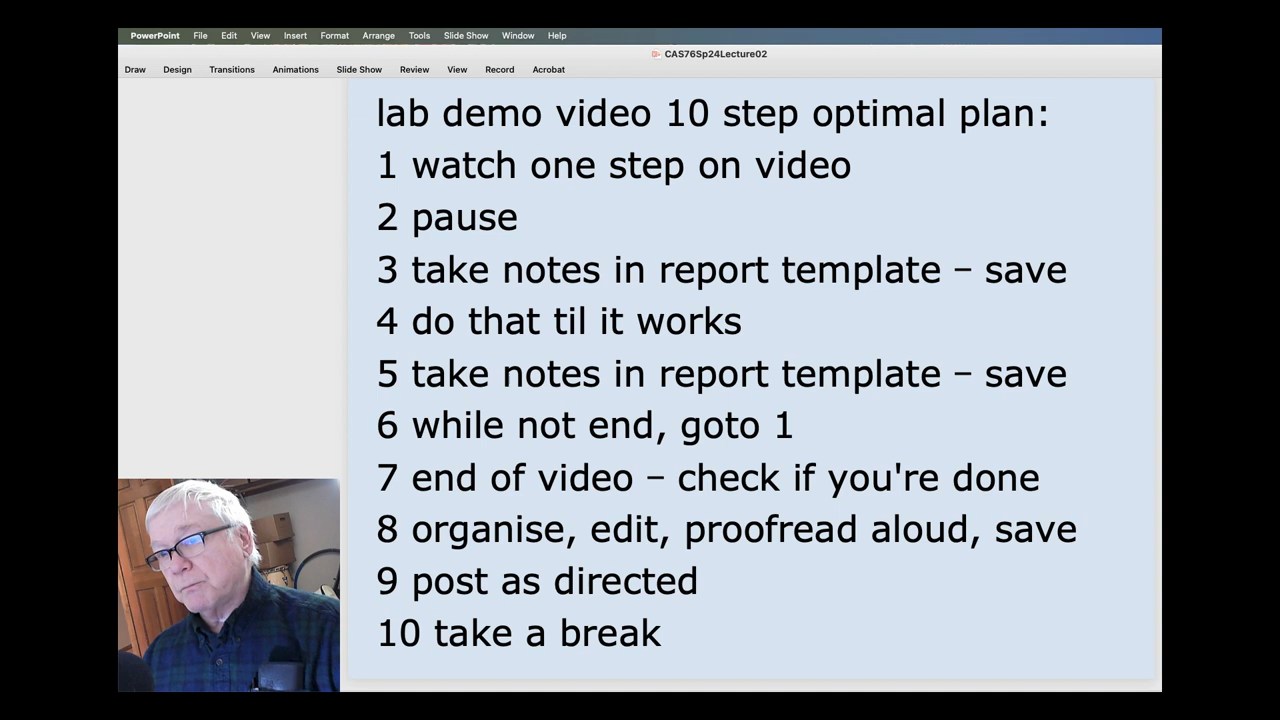 PowerPoint File Edit View Insert Format Arrange Tools Slide Show Window Help
CAS76Sp24Lecture02
Draw Design Transitions Animations Slide Show Review View Record Acrobat
lab demo video 10 step optimal plan:
1 watch one step on video
2 pause
3 take notes in report template – save
4 do that til it works
5 take notes in report template – save
6 while not end, goto 1
7 end of video – check if you're done
8 organise, edit, proofread aloud, save
9 post as directed
10 take a break